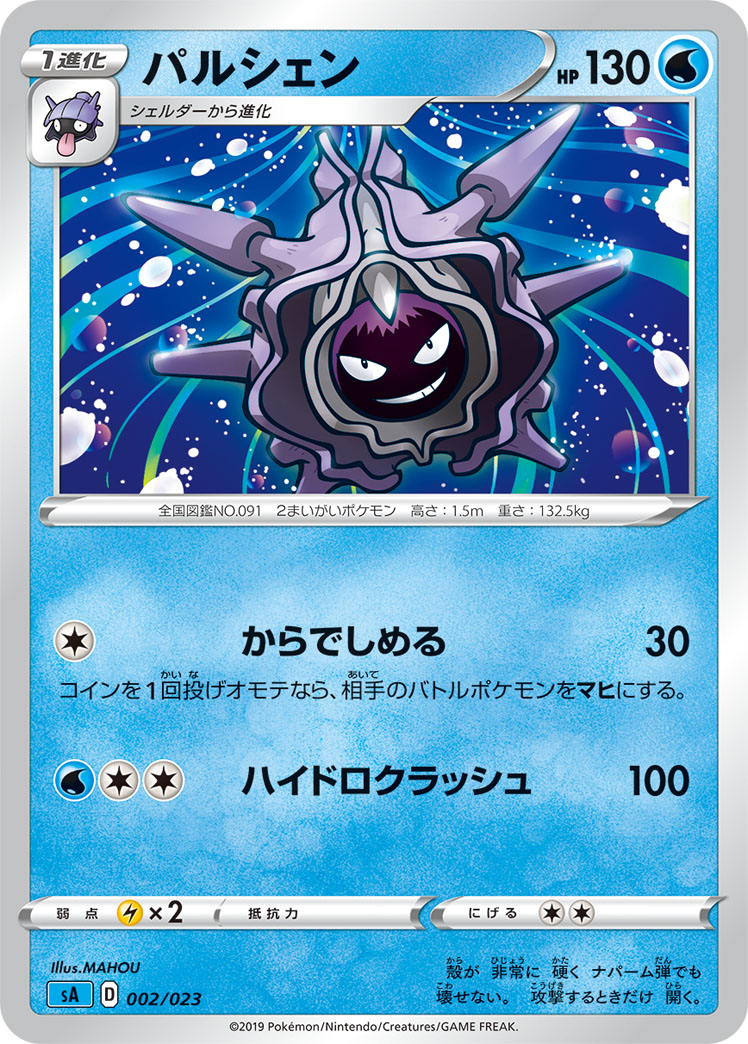 1進化
パルシェン
HP 130
シェルダーから進化
全国図鑑NO.091 2まいがいポケモン 高さ:1.5m 重さ:132.5kg
からでしめる 30
コインを1回投げオモテなら、相手のバトルポケモンをマヒにする。
ハイドロクラッシュ 100
弱点 ×2 抵抗力 にげる
Illus.MAHOU
sA D 002/023
殻が 非常に 硬く ナパーム弾でも
壊せない。 攻撃するときだけ 開く。
©2019 Pokémon/Nintendo/Creatures/GAME FREAK.